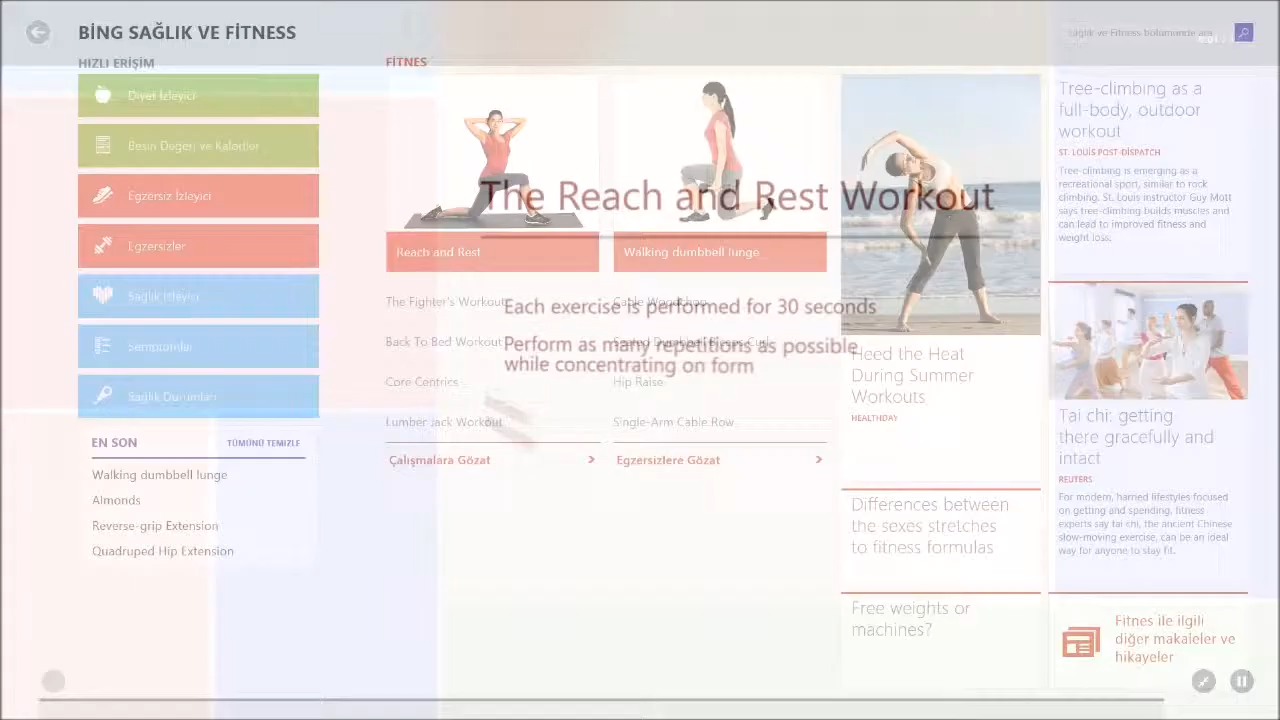 BİNG SAĞLIK VE FİTNESS
Sağlık ve Fitness bölümünde ara
HIZLI ERİŞİM
Diyet İzleyici
Besin Değeri ve Kaloriler
Egzersiz İzleyici
Egzersizler
Sağlık İzleyici
Semptomlar
Sağlık Durumları
EN SON
TÜMÜNÜ TEMİZLE
Walking dumbbell lunge
Almonds
Reverse-grip Extension
Quadruped Hip Extension
FİTNES
The Reach and Rest Workout
Reach and Rest
Walking dumbbell lunge
Each exercise is performed for 30 seconds
Perform as many repetitions as possible
while concentrating on form
The Fighter's Workout
Back To Bed Workout
Core Centrics
Lumber Jack Workout
Çalışmalara Gözat
Hip Raise
Single-Arm Cable Row
Egzersizlere Gözat
Heed the Heat
During Summer
Workouts
HEALTHDAY
Differences between
the sexes stretches
to fitness formulas
Free weights or
machines?
Tree-climbing as a
full-body, outdoor
workout
ST. LOUİS POST-DİSPATCH
Tree-climbing is emerging as a
recreational sport, similar to rock
climbing. St. Louis instructor Guy Mott
says tree-climbing builds muscles and
can lead to improved fitness and
weight loss.
Tai chi: getting
there gracefully and
intact
REUTERS
For modern, harried lifestyles focused
on getting and spending, fitness
experts say tai chi, the ancient Chinese
slow-moving exercise, can be an ideal
way for anyone to stay fit.
Fitnes ile ilgili
diğer makaleler ve
hikayeler